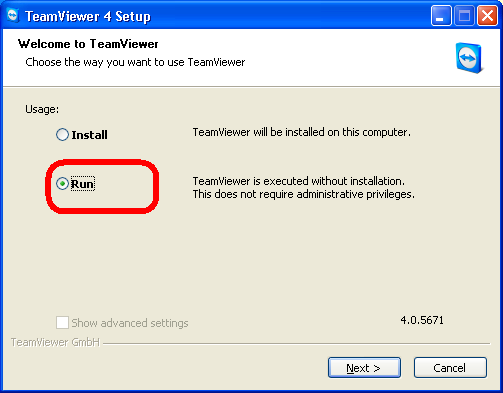 TeamViewer 4 Setup
Welcome to TeamViewer
Choose the way you want to use TeamViewer
Usage:
Install
TeamViewer will be installed on this computer.
Run
TeamViewer is executed without installation.
This does not require administrative privileges.
Show advanced settings
4.0.5671
TeamViewer GmbH
Next >
Cancel